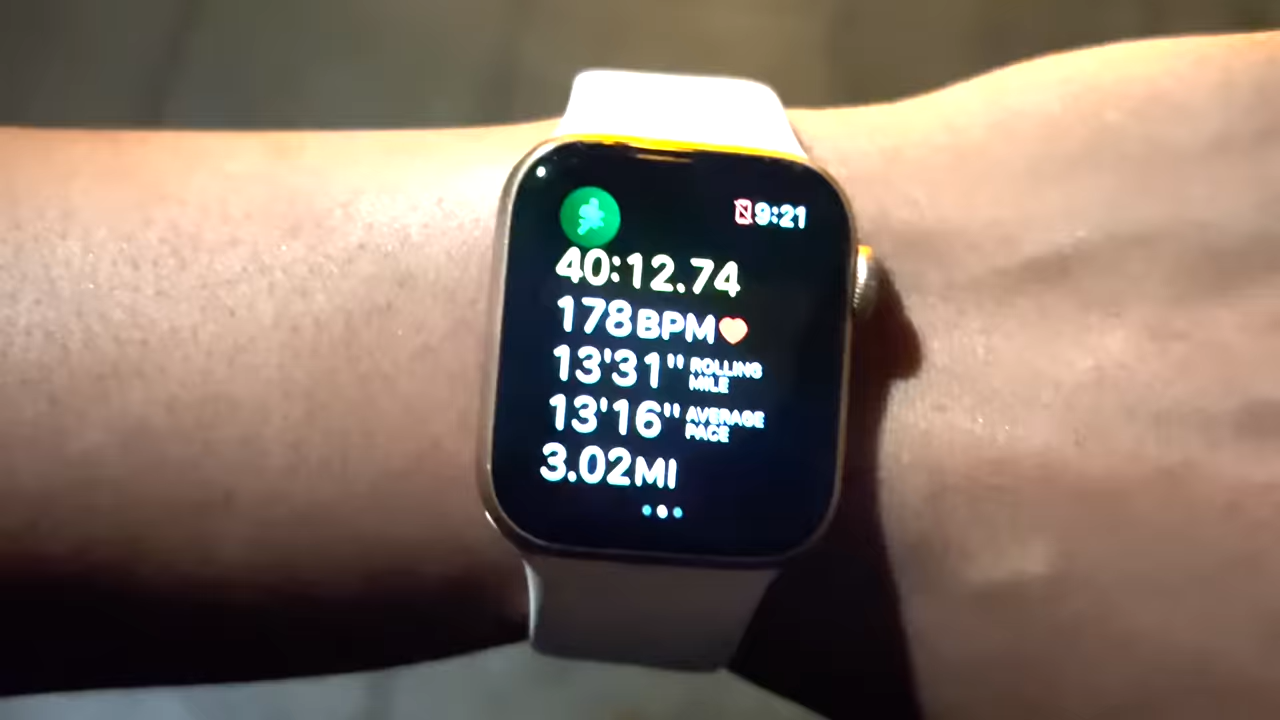 9:21
40:12.74
178BPM
13'31" ROLLING
MILE
13'16" AVERAGE
PACE
3.02MI